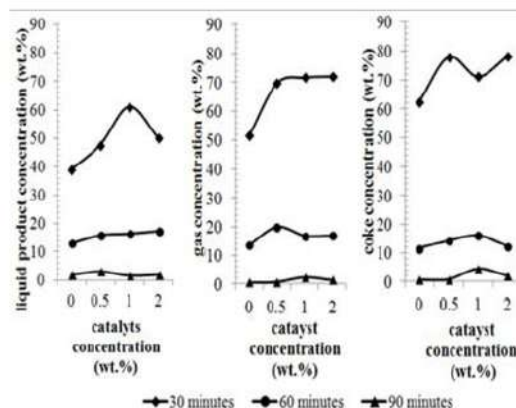 liquid product concentration (wt.%)
90
80
70
60
50
40
30
20
10
0
0 0.5 1 2
catalyts
concentration
(wt.%)
gas concentration (wt.%)
90
80
70
60
50
40
30
20
10
0
0 0.5 1 2
catayst
concentration
(wt.%)
coke concentration (wt.%)
90
80
70
60
50
40
30
20
10
0
0 0.5 1 2
catayst
concentration
(wt.%)
30 minutes 60 minutes 90 minutes